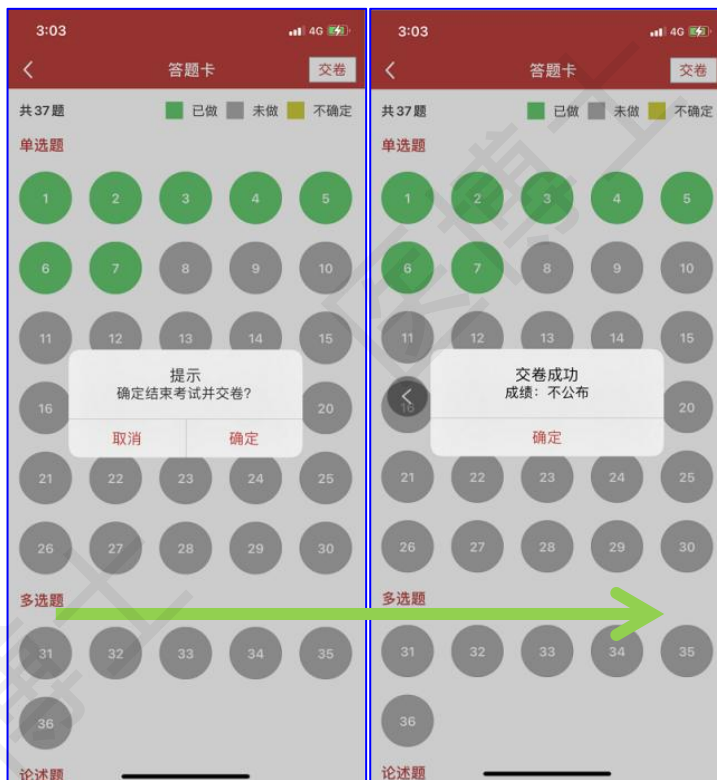 3:03
4G
答题卡
交卷
共37题
已做
未做
不确定
单选题
1 2 3 4 5
6 7 8 9 10
11 12 13 14 15
16
20
提示
确定结束考试并交卷?
取消
确定
21 22 23 24 25
26 27 28 29 30
多选题
31 32 33 34 35
36
论述题
3:03
4G
答题卡
交卷
共37题
已做
未做
不确定
单选题
1 2 3 4 5
6 7 8 9 10
11 12 13 14 15
16
20
交卷成功
成绩：不公布
确定
21 22 23 24 25
26 27 28 29 30
多选题
31 32 33 34 35
36
论述题
医博士
博士